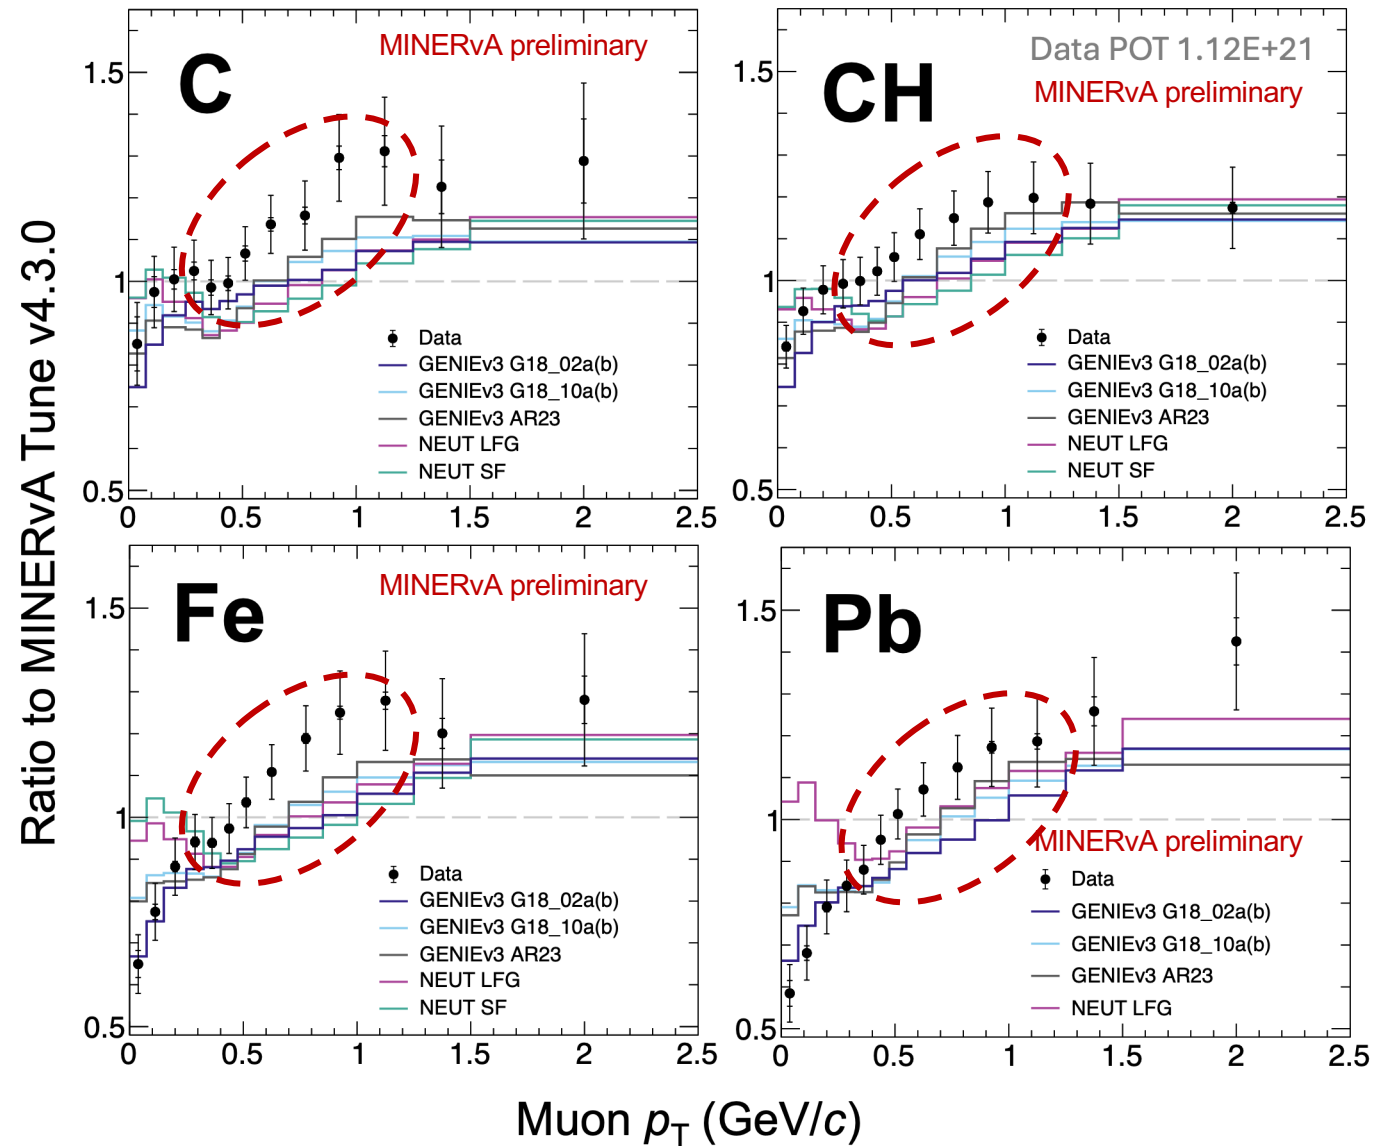 Ratio to MINERvA Tune v4.3.0
C
MINERvA preliminary
1.5
1
0.5
0 0.5 1 1.5 2 2.5
Data
GENIEv3 G18_02a(b)
GENIEv3 G18_10a(b)
GENIEv3 AR23
NEUT LFG
NEUT SF
CH
Data POT 1.12E+21
MINERvA preliminary
1.5
1
0.5
0 0.5 1 1.5 2 2.5
Data
GENIEv3 G18_02a(b)
GENIEv3 G18_10a(b)
GENIEv3 AR23
NEUT LFG
NEUT SF
Fe
MINERvA preliminary
1.5
1
0.5
0 0.5 1 1.5 2 2.5
Data
GENIEv3 G18_02a(b)
GENIEv3 G18_10a(b)
GENIEv3 AR23
NEUT LFG
NEUT SF
Pb
1.5
1
0.5
0 0.5 1 1.5 2 2.5
MINERvA preliminary
Data
GENIEv3 G18_02a(b)
GENIEv3 G18_10a(b)
GENIEv3 AR23
NEUT LFG
Muon pT (GeV/c)